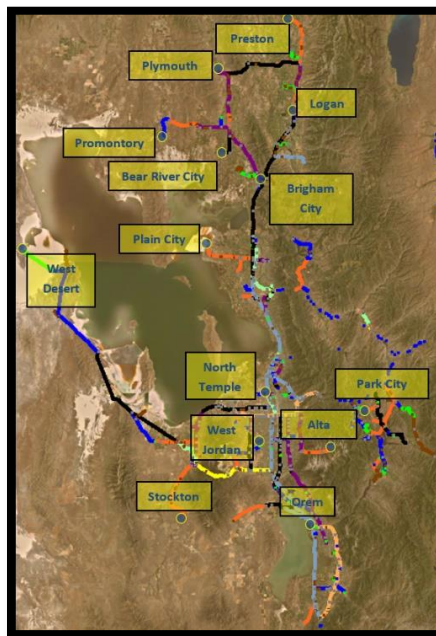 Preston
Plymouth
Logan
Promontory
Bear River City
Brigham
City
Plain City
West
Desert
North
Temple
Park City
West
Jordan
Alta
Stockton
Orem